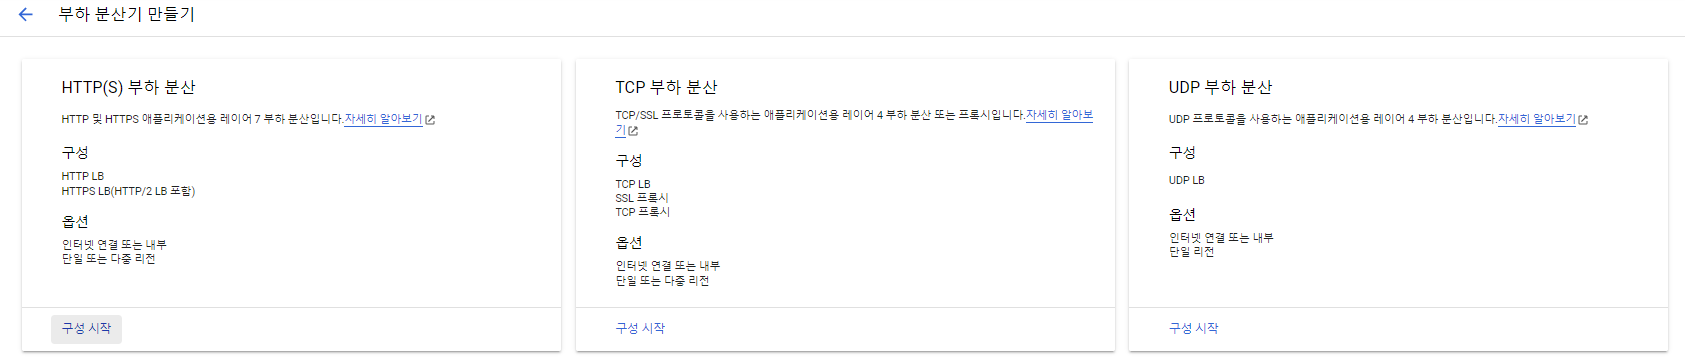 부하 분산기 만들기
HTTP(S) 부하 분산
HTTP 및 HTTPS 애플리케이션용 레이어 7 부하 분산입니다.자세히 알아보기
구성
HTTP LB
HTTPS LB(HTTP/2 LB 포함)
옵션
인터넷 연결 또는 내부
단일 또는 다중 리전
구성 시작
TCP 부하 분산
TCP/SSL 프로토콜을 사용하는 애플리케이션용 레이어 4 부하 분산 또는 프록시입니다.자세히 알아보
기
구성
TCP LB
SSL 프록시
TCP 프록시
옵션
인터넷 연결 또는 내부
단일 또는 다중 리전
구성 시작
UDP 부하 분산
UDP 프로토콜을 사용하는 애플리케이션용 레이어 4 부하 분산입니다.자세히 알아보기
구성
UDP LB
옵션
인터넷 연결 또는 내부
단일 리전
구성 시작